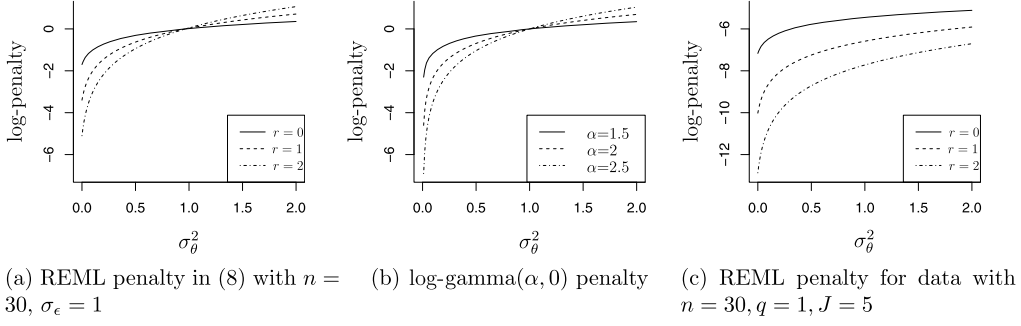 log-penalty
0
−2
−4
−6
0.0 0.5 1.0 1.5 2.0
σ²_θ
r = 0
r = 1
r = 2
(a) REML penalty in (8) with n =
30, σ_ϵ = 1
log-penalty
0
−2
−4
−6
0.0 0.5 1.0 1.5 2.0
σ²_θ
α=1.5
α=2
α=2.5
(b) log-gamma(α, 0) penalty
log-penalty
−6
−8
−10
−12
0.0 0.5 1.0 1.5 2.0
σ²_θ
r = 0
r = 1
r = 2
(c) REML penalty for data with
n = 30, q = 1, J = 5